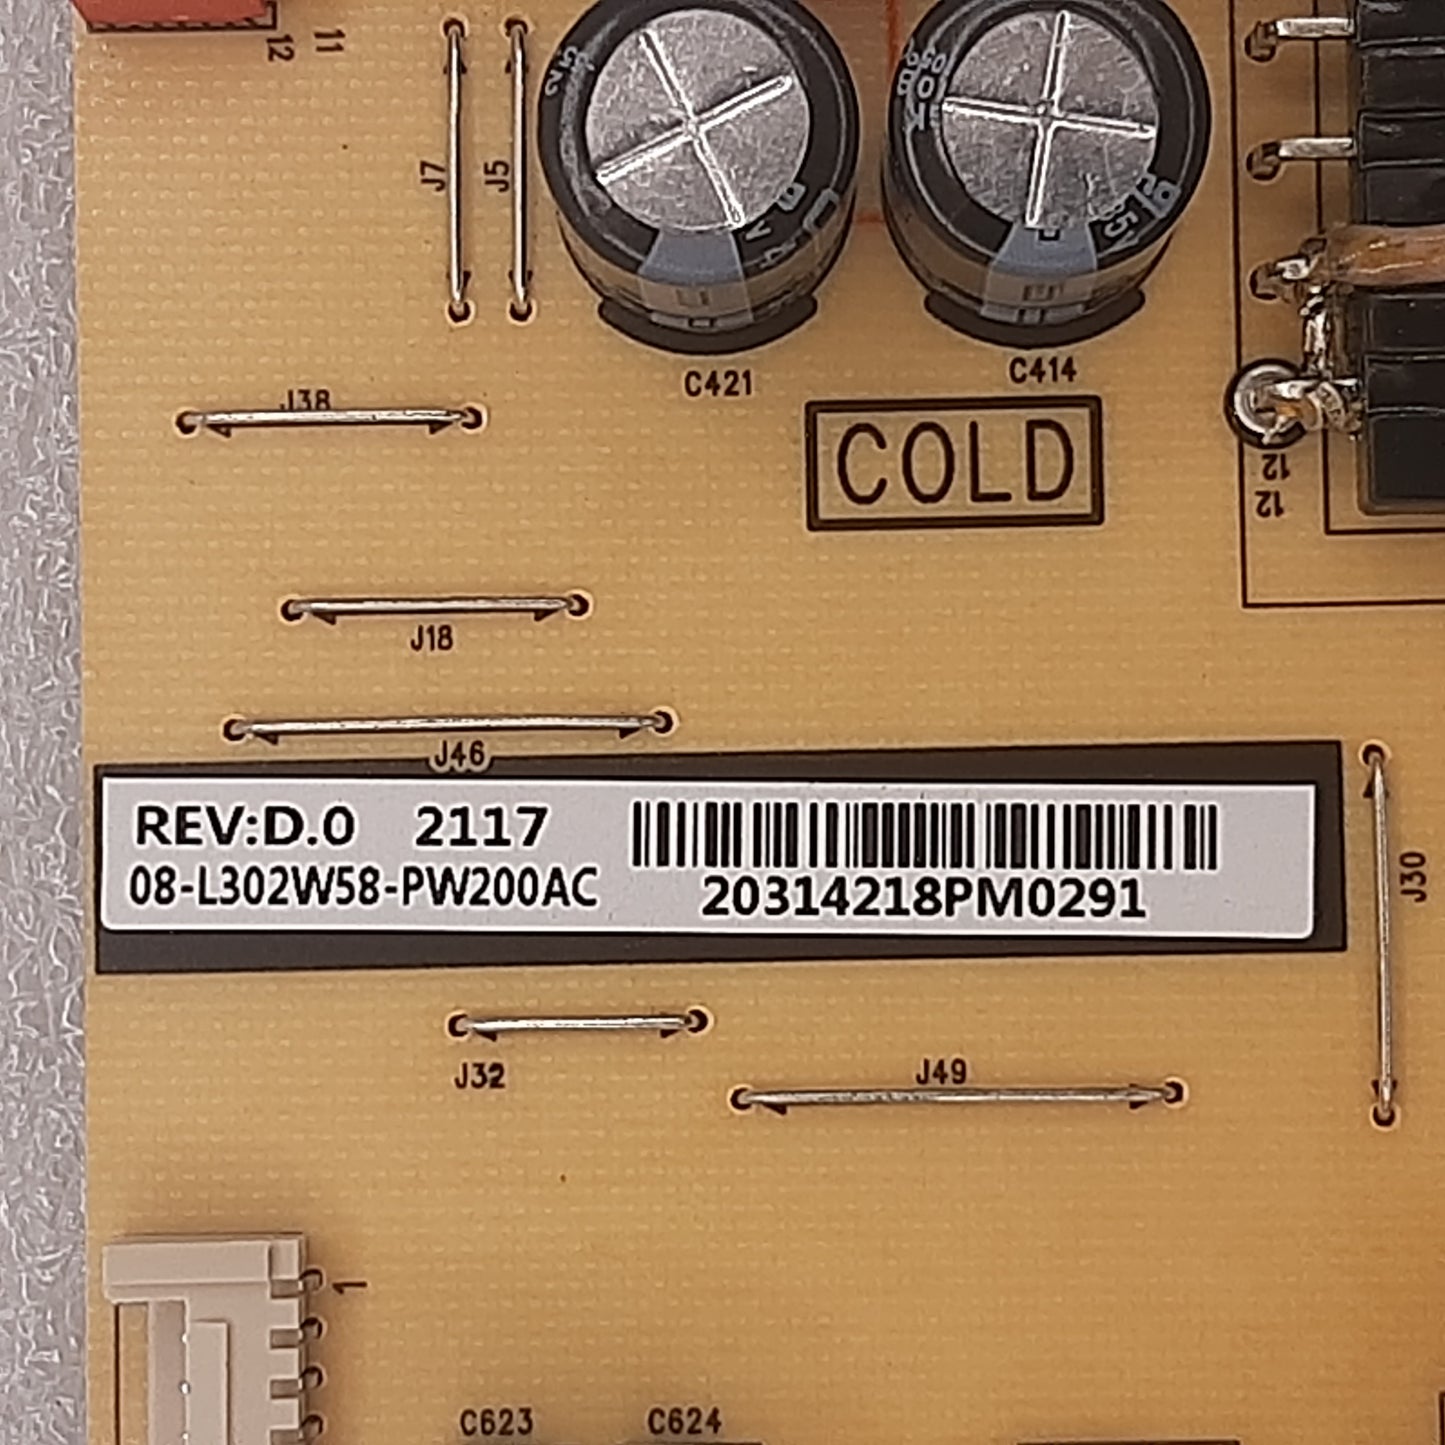 11
12
J7
J5
C421
C414
J38
COLD
12
12
J18
J46
REV:D.0 2117
08-L302W58-PW200AC
20314218PM0291
J30
J32
J49
1
C623
C624